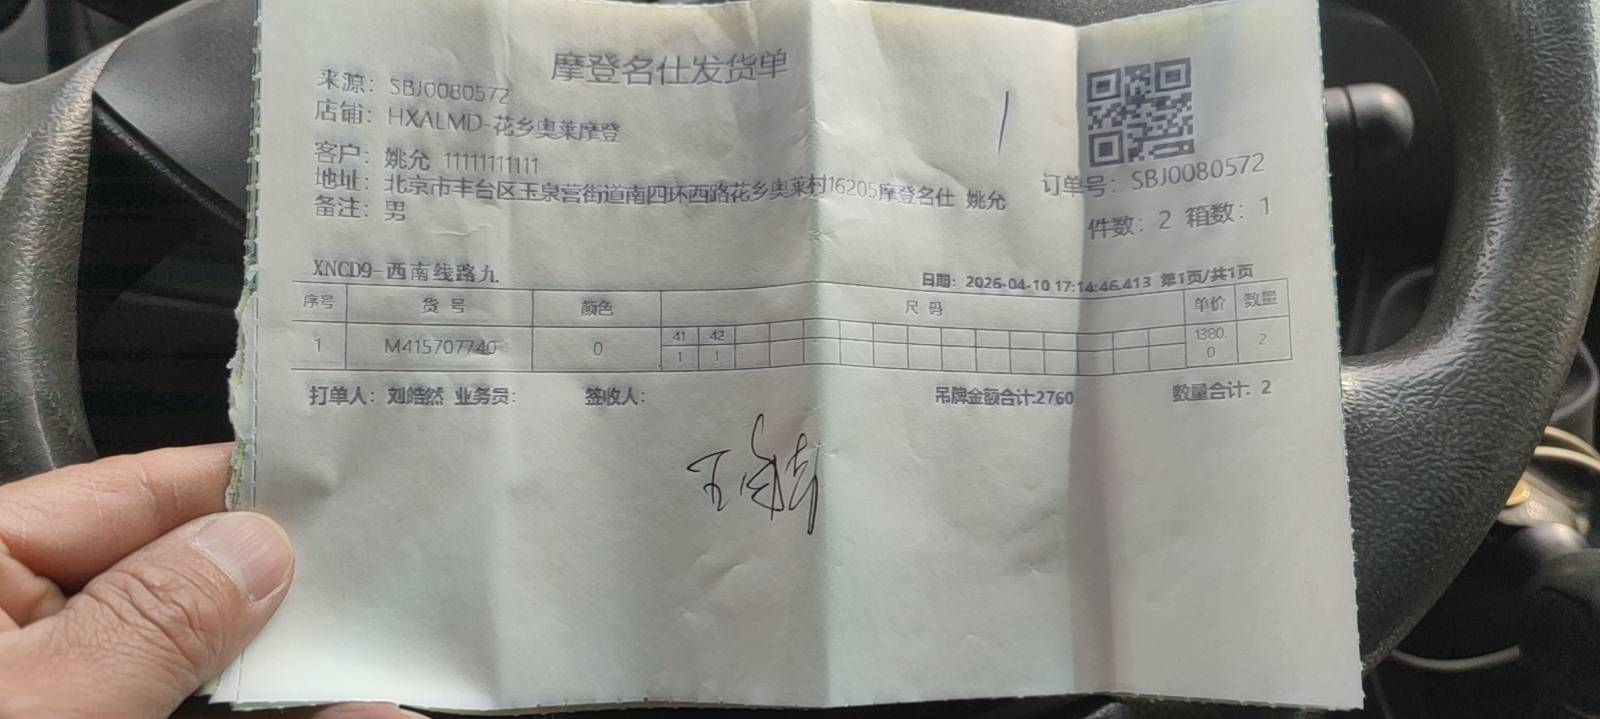 摩登名仕发货单
来源：SBJ0080572
店铺：HXALMD-花乡奥莱摩登
客户：姚允 11111111111
地址：北京市丰台区玉泉营街道南四环西路花乡奥莱村16205摩登名仕 姚允
备注：男
订单号：SBJ0080572
件数：2 箱数：1
XNCD9-西南线路九
日期：2026-04-10 17:14:46.413 第1页/共1页
序号 货号 颜色 尺码 单价 数量
41 42
1 M415707740 0 1 1 1380.0 2
打单人：刘皓然 业务员： 签收人： 吊牌金额合计:2760 数量合计：2